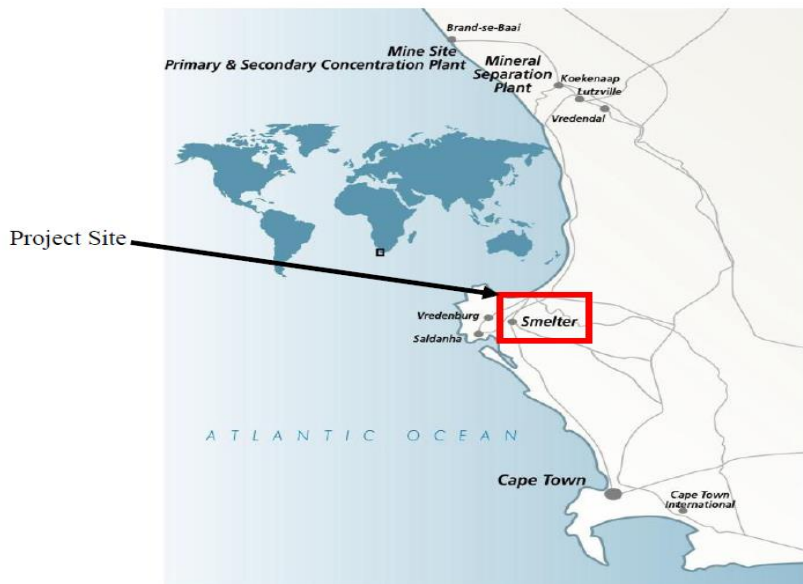 Brand-se-Baai
Mine Site
Primary & Secondary Concentration Plant
Mineral
Separation
Plant
Koekenaap
Lutzville
Vredendal
Project Site
Vredenburg
Smelter
Saldanha
ATLANTIC OCEAN
Cape Town
Cape Town
International